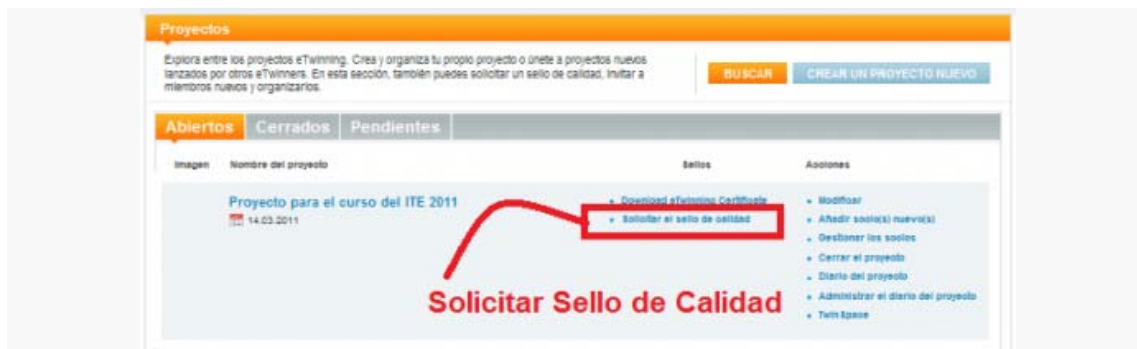 Proyectos
Explora entre los proyectos eTwinning. Crea y organiza tu propio proyecto o únete a projectos nuevos
lanzados por otros eTwinners. En esta sección, también puedes solicitar un sello de calidad, invitar a
miembros nuevos y organizarlos.
BUSCAR
CREAR UN PROYECTO NUEVO
Abiertos Cerrados Pendientes
Imagen Nombre del proyecto Sellos Acciones
Proyecto para el curso del ITE 2011
14.03.2011
Download eTwinning Certificate
Solicitar el sello de calidad
Modificar
Añadir socio(s) nuevo(s)
Gestionar los socios
Cerrar el proyecto
Diario del proyecto
Administrar el diario del proyecto
TwinSpace
Solicitar Sello de Calidad